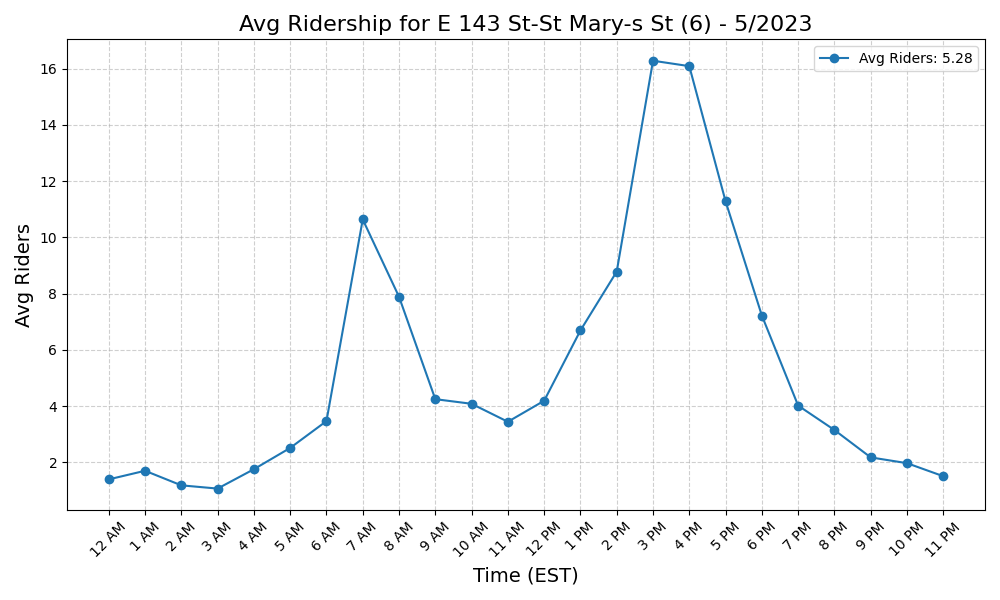 Avg Ridership for E 143 St-St Mary-s St (6) - 5/2023
Avg Riders: 5.28
Avg Riders
16
14
12
10
8
6
4
2
12 AM
1 AM
2 AM
3 AM
4 AM
5 AM
6 AM
7 AM
8 AM
9 AM
10 AM
11 AM
12 PM
1 PM
2 PM
3 PM
4 PM
5 PM
6 PM
7 PM
8 PM
9 PM
10 PM
11 PM
Time (EST)